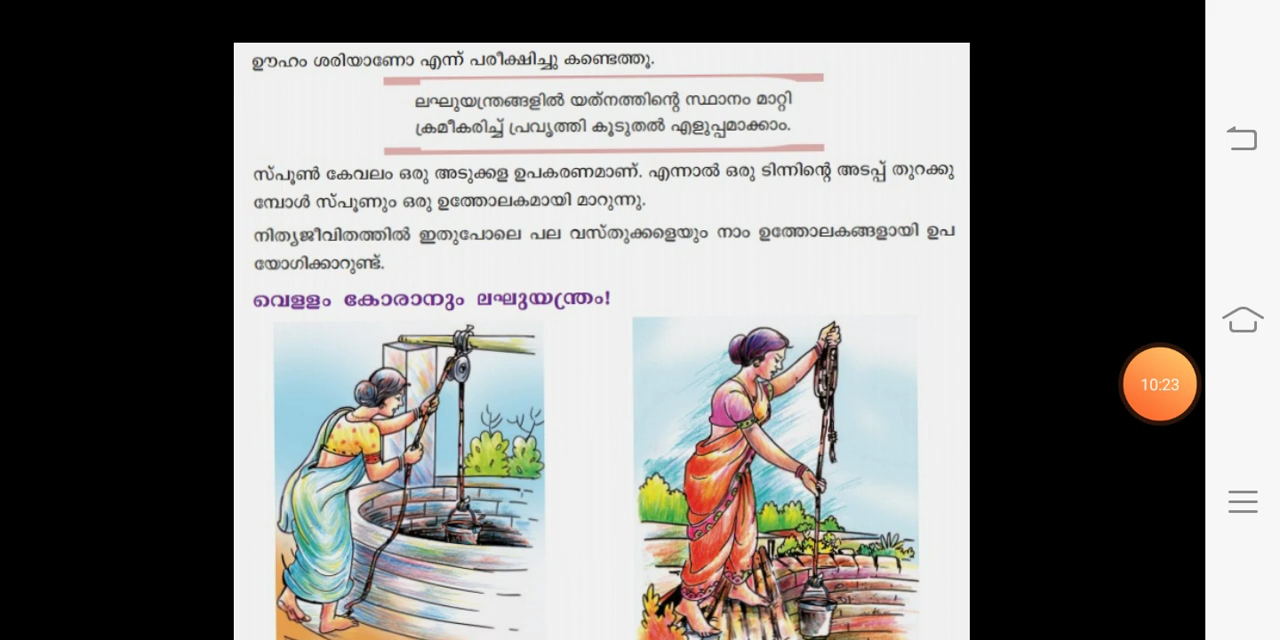 ഊഹം ശരിയാണോ എന്ന് പരീക്ഷിച്ചു കണ്ടെത്തൂ.
ലഘുയന്ത്രങ്ങളിൽ യത്നത്തിന്റെ സ്ഥാനം മാറ്റി
ക്രമീകരിച്ച് പ്രവൃത്തി കൂടുതൽ എളുപ്പമാക്കാം.
സ്പൂൺ കേവലം ഒരു അടുക്കള ഉപകരണമാണ്. എന്നാൽ ഒരു ടിന്നിന്റെ അടപ്പ് തുറക്കു
മ്പോൾ സ്പൂണും ഒരു ഉത്തോലകമായി മാറുന്നു.
നിത്യജീവിതത്തിൽ ഇതുപോലെ പല വസ്തുക്കളെയും നാം ഉത്തോലകങ്ങളായി ഉപ
യോഗിക്കാറുണ്ട്.
വെള്ളം കോരാനും ലഘുയന്ത്രം!
10:23